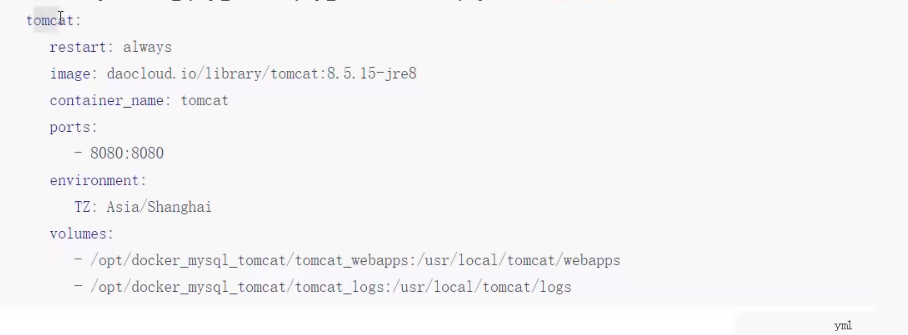 tomcat:
restart: always
image: daocloud.io/library/tomcat:8.5.15-jre8
container_name: tomcat
ports:
- 8080:8080
environment:
TZ: Asia/Shanghai
volumes:
- /opt/docker_mysql_tomcat/tomcat_webapps:/usr/local/tomcat/webapps
- /opt/docker_mysql_tomcat/tomcat_logs:/usr/local/tomcat/logs
yml